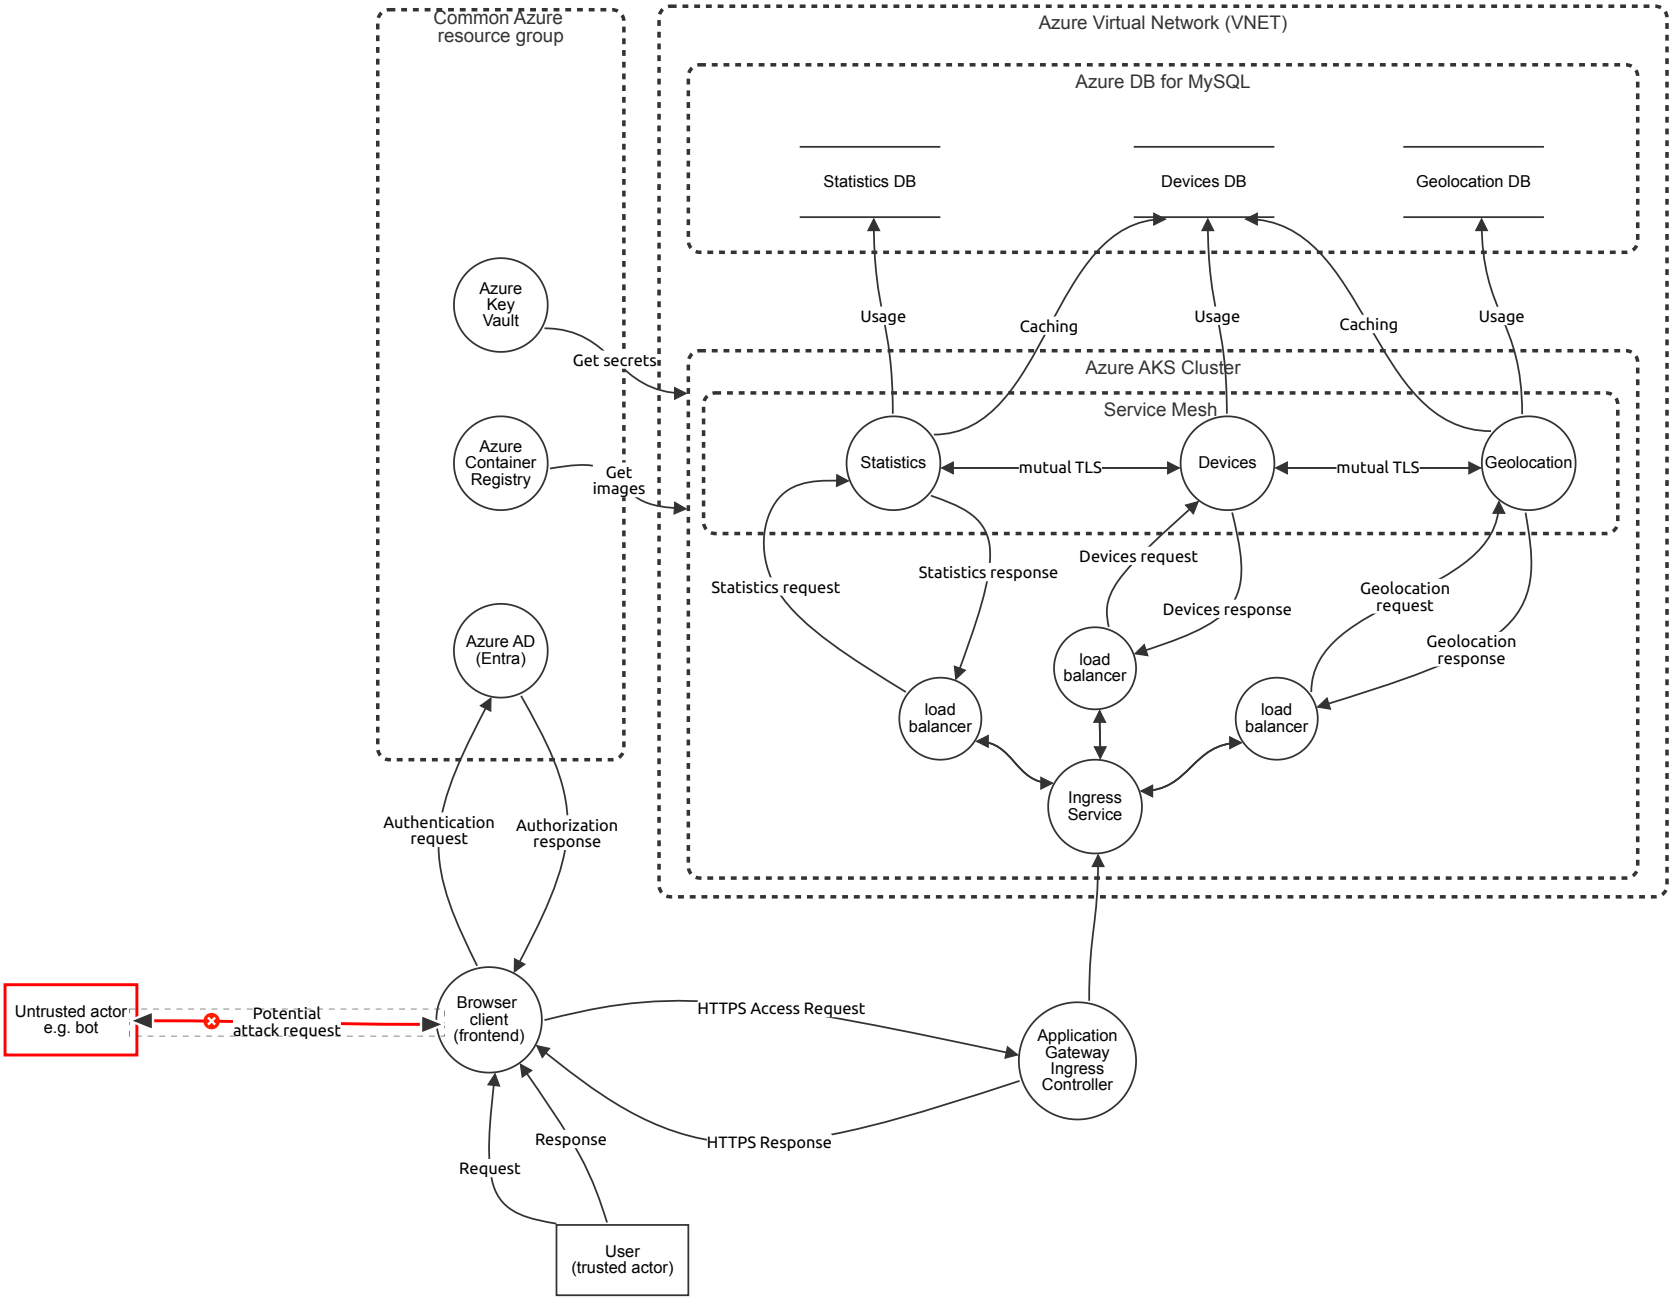 Common Azure
resource group
Azure Virtual Network (VNET)
Azure DB for MySQL
Statistics DB
Devices DB
Geolocation DB
Azure
Key
Vault
Usage
Caching
Usage
Caching
Usage
Get secrets
Azure AKS Cluster
Service Mesh
Azure
Container
Registry
Get
images
Statistics
mutual TLS
Devices
mutual TLS
Geolocation
Statistics request
Statistics response
Devices request
Devices response
Geolocation
request
Geolocation
response
Azure AD
(Entra)
load
balancer
load
balancer
load
balancer
Ingress
Service
Authentication
request
Authorization
response
Untrusted actor
e.g. bot
Potential
attack request
Browser
client
(frontend)
HTTPS Access Request
Application
Gateway
Ingress
Controller
HTTPS Response
Response
Request
User
(trusted actor)